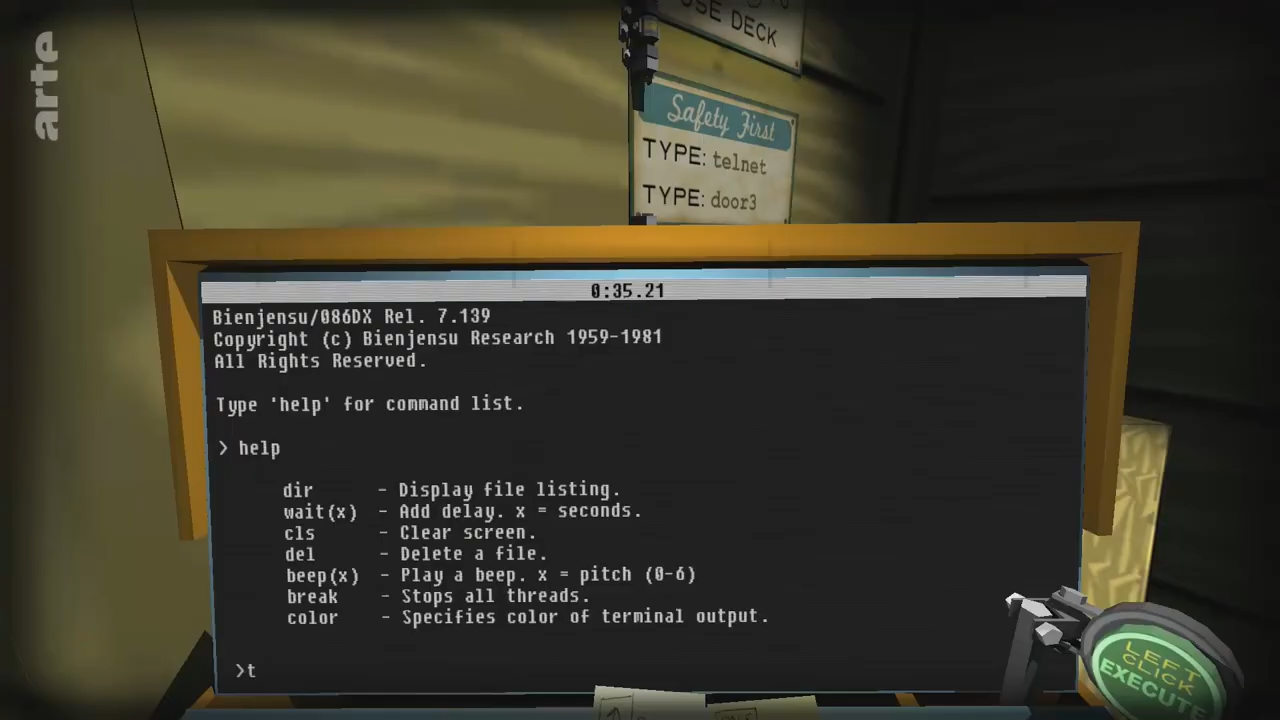 arte
USE DECK
Safety First
TYPE: telnet
TYPE: door3
0:35.21
Bienjensu/086DX Rel. 7.139
Copyright (c) Bienjensu Research 1959-1981
All Rights Reserved.
Type 'help' for command list.
> help
dir - Display file listing.
wait(x) - Add delay. x = seconds.
cls - Clear screen.
del - Delete a file.
beep(x) - Play a beep. x = pitch (0-6)
break - Stops all threads.
color - Specifies color of terminal output.
>t
LEFT
CLICK
EXECUTE